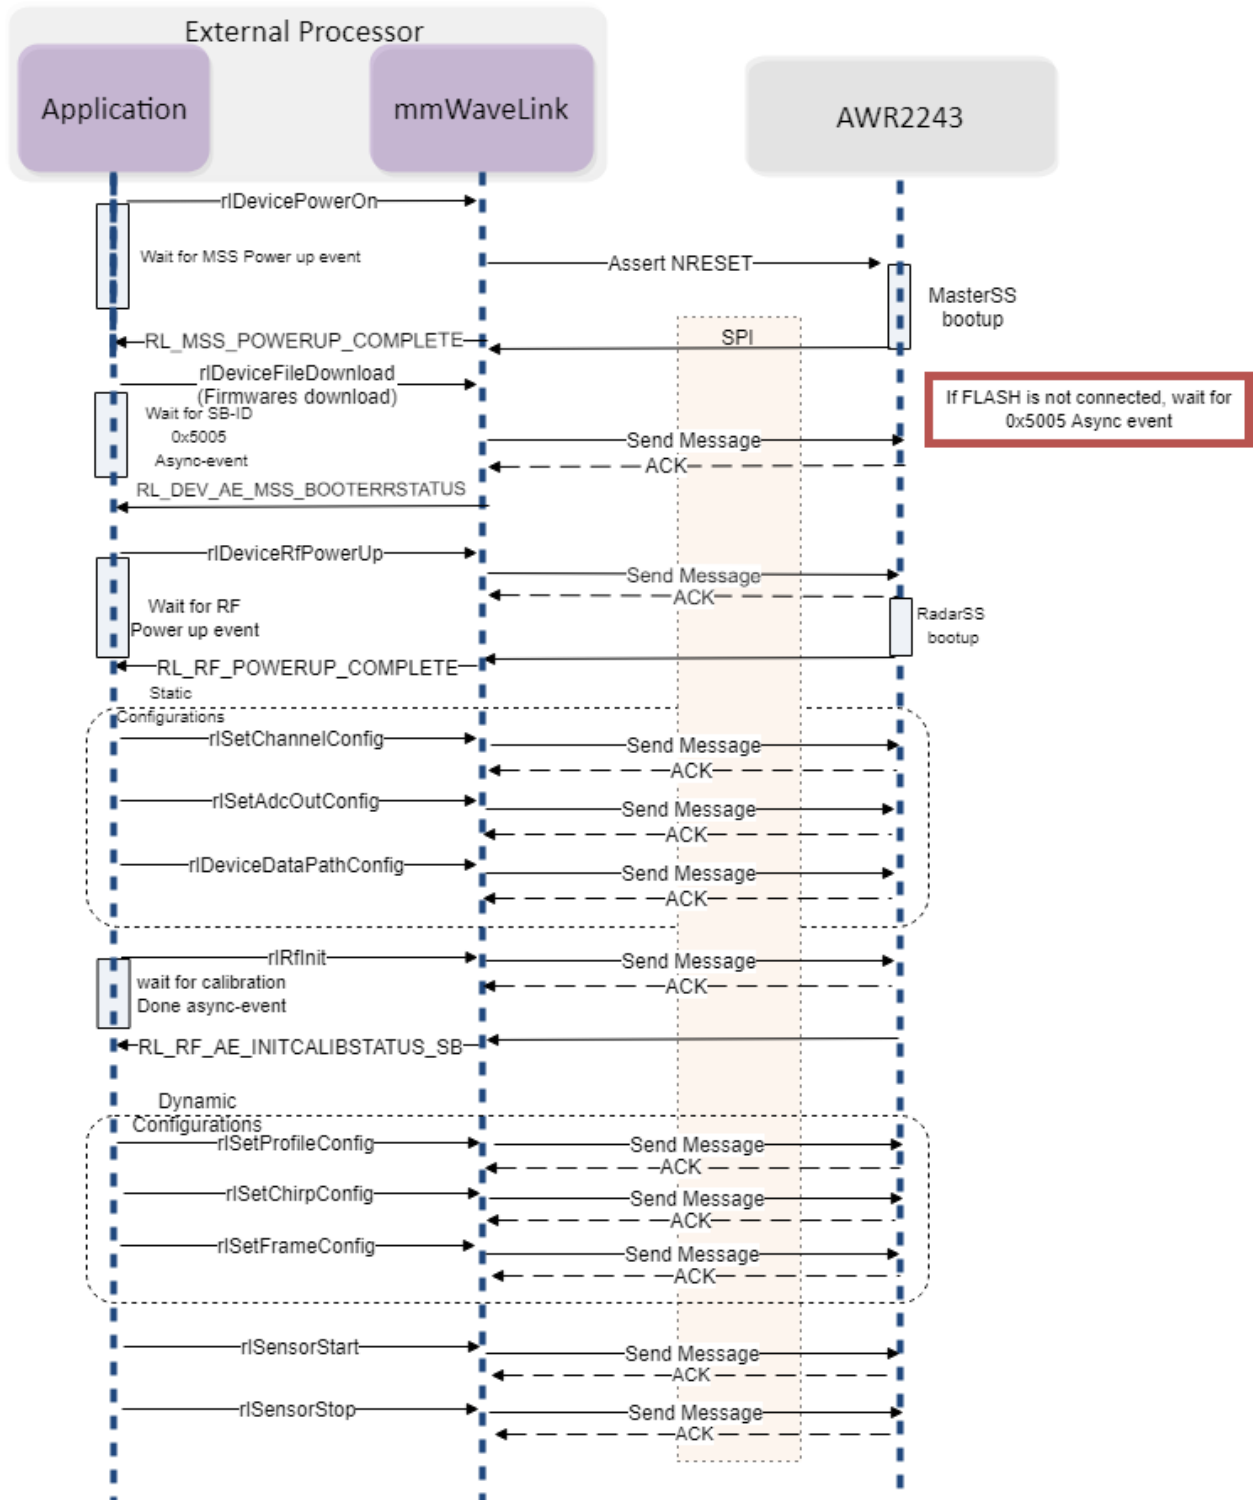 External Processor
Application
mmWaveLink
AWR2243
rlDevicePowerOn
Wait for MSS Power up event
Assert NRESET
MasterSS
bootup
SPI
RL_MSS_POWERUP_COMPLETE
rlDeviceFileDownload
(Firmwares download)
If FLASH is not connected, wait for
0x5005 Async event
Wait for SB-ID
0x5005
Async-event
Send Message
ACK
RL_DEV_AE_MSS_BOOTERRSTATUS
rlDeviceRfPowerUp
Send Message
ACK
Wait for RF
Power up event
RadarSS
bootup
RL_RF_POWERUP_COMPLETE
Static
Configurations
rlSetChannelConfig
Send Message
ACK
rlSetAdcOutConfig
Send Message
ACK
rlDeviceDataPathConfig
Send Message
ACK
rlRfInit
Send Message
wait for calibration
Done async-event
ACK
RL_RF_AE_INITCALIBSTATUS_SB
Dynamic
Configurations
rlSetProfileConfig
Send Message
ACK
rlSetChirpConfig
Send Message
ACK
rlSetFrameConfig
Send Message
ACK
rlSensorStart
Send Message
ACK
rlSensorStop
Send Message
ACK